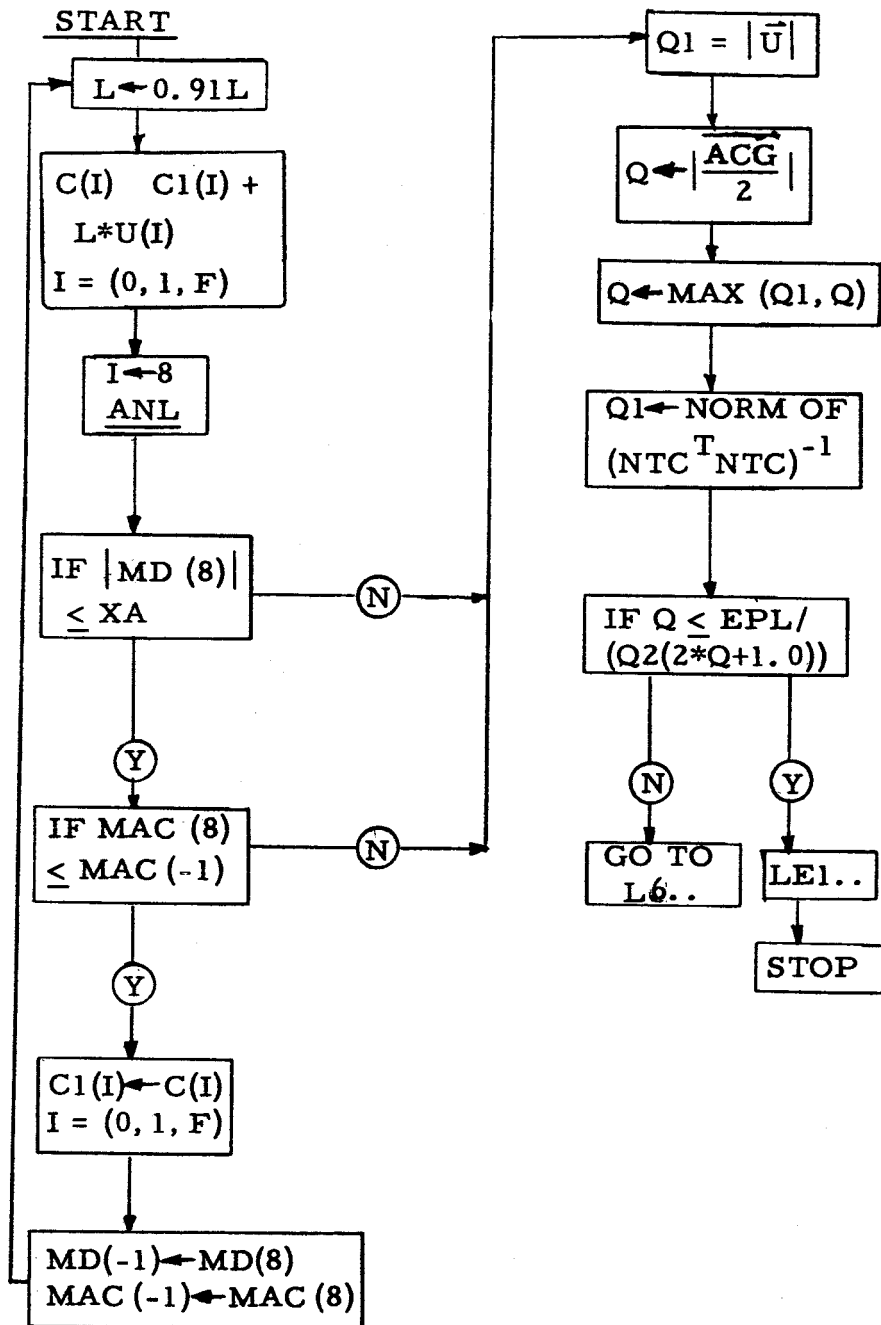 START
L←0.91L
C(I) C1(I) +
L*U(I)
I = (0, 1, F)
I←8
ANL
IF |MD (8)|
≤ XA
N
Y
IF MAC (8)
≤ MAC (-1)
N
Y
C1(I)←C(I)
I = (0, 1, F)
MD(-1)←MD(8)
MAC (-1)←MAC (8)
Q1 = |U⃗|
Q←|ACG/2|
Q←MAX (Q1, Q)
Q1←NORM OF
(NTCᵀNTC)⁻¹
IF Q ≤ EPL/
(Q2(2*Q+1.0))
N
Y
GO TO
L6..
LE1..
STOP